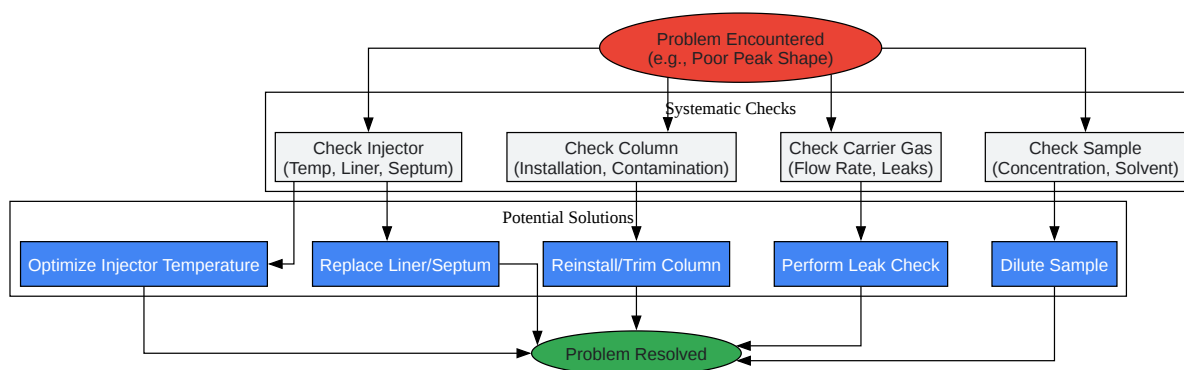 Problem Encountered
(e.g., Poor Peak Shape)
Systematic Checks
Check Injector
(Temp, Liner, Septum)
Check Column
(Installation, Contamination)
Check Carrier Gas
(Flow Rate, Leaks)
Check Sample
(Concentration, Solvent)
Potential Solutions
Optimize Injector Temperature
Replace Liner/Septum
Reinstall/Trim Column
Perform Leak Check
Dilute Sample
Problem Resolved